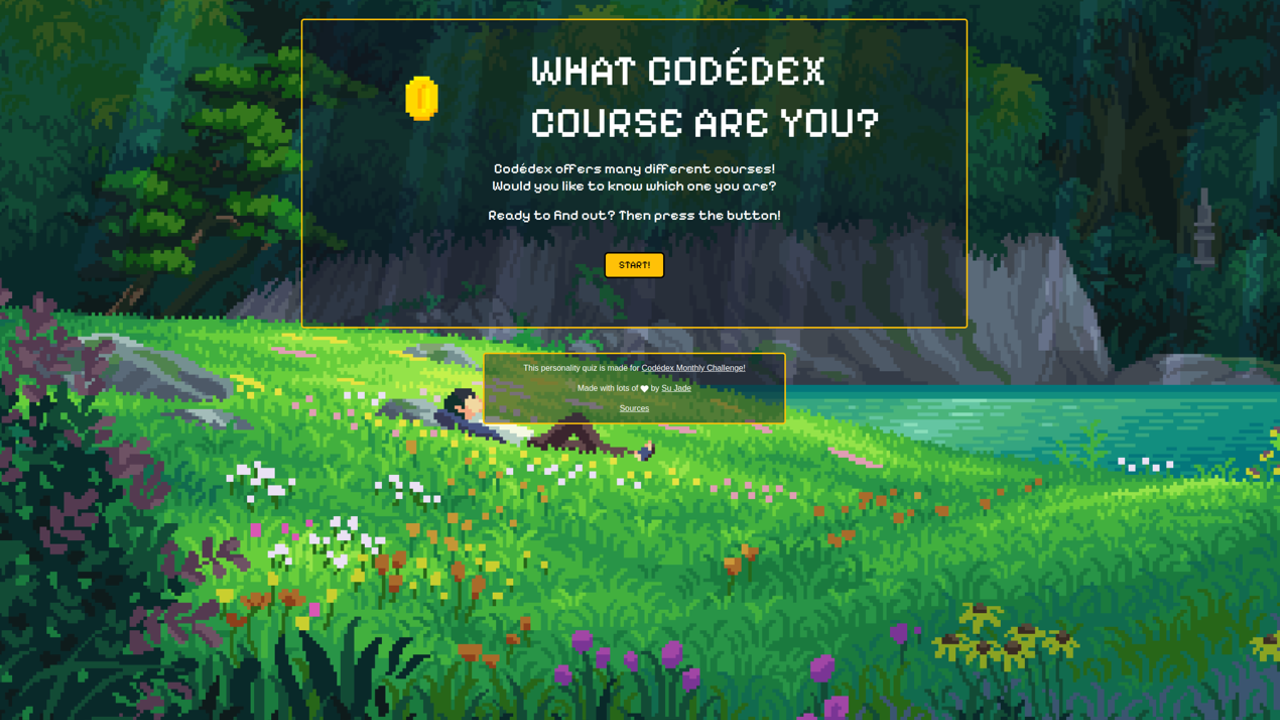 WHAT CODÉDEX
COURSE ARE YOU?
Codédex offers many different courses!
Would you like to know which one you are?
Ready to find out? Then press the button!
START!
This personality quiz is made for Codédex Monthly Challenge!
Made with lots of by Su Jade
Sources